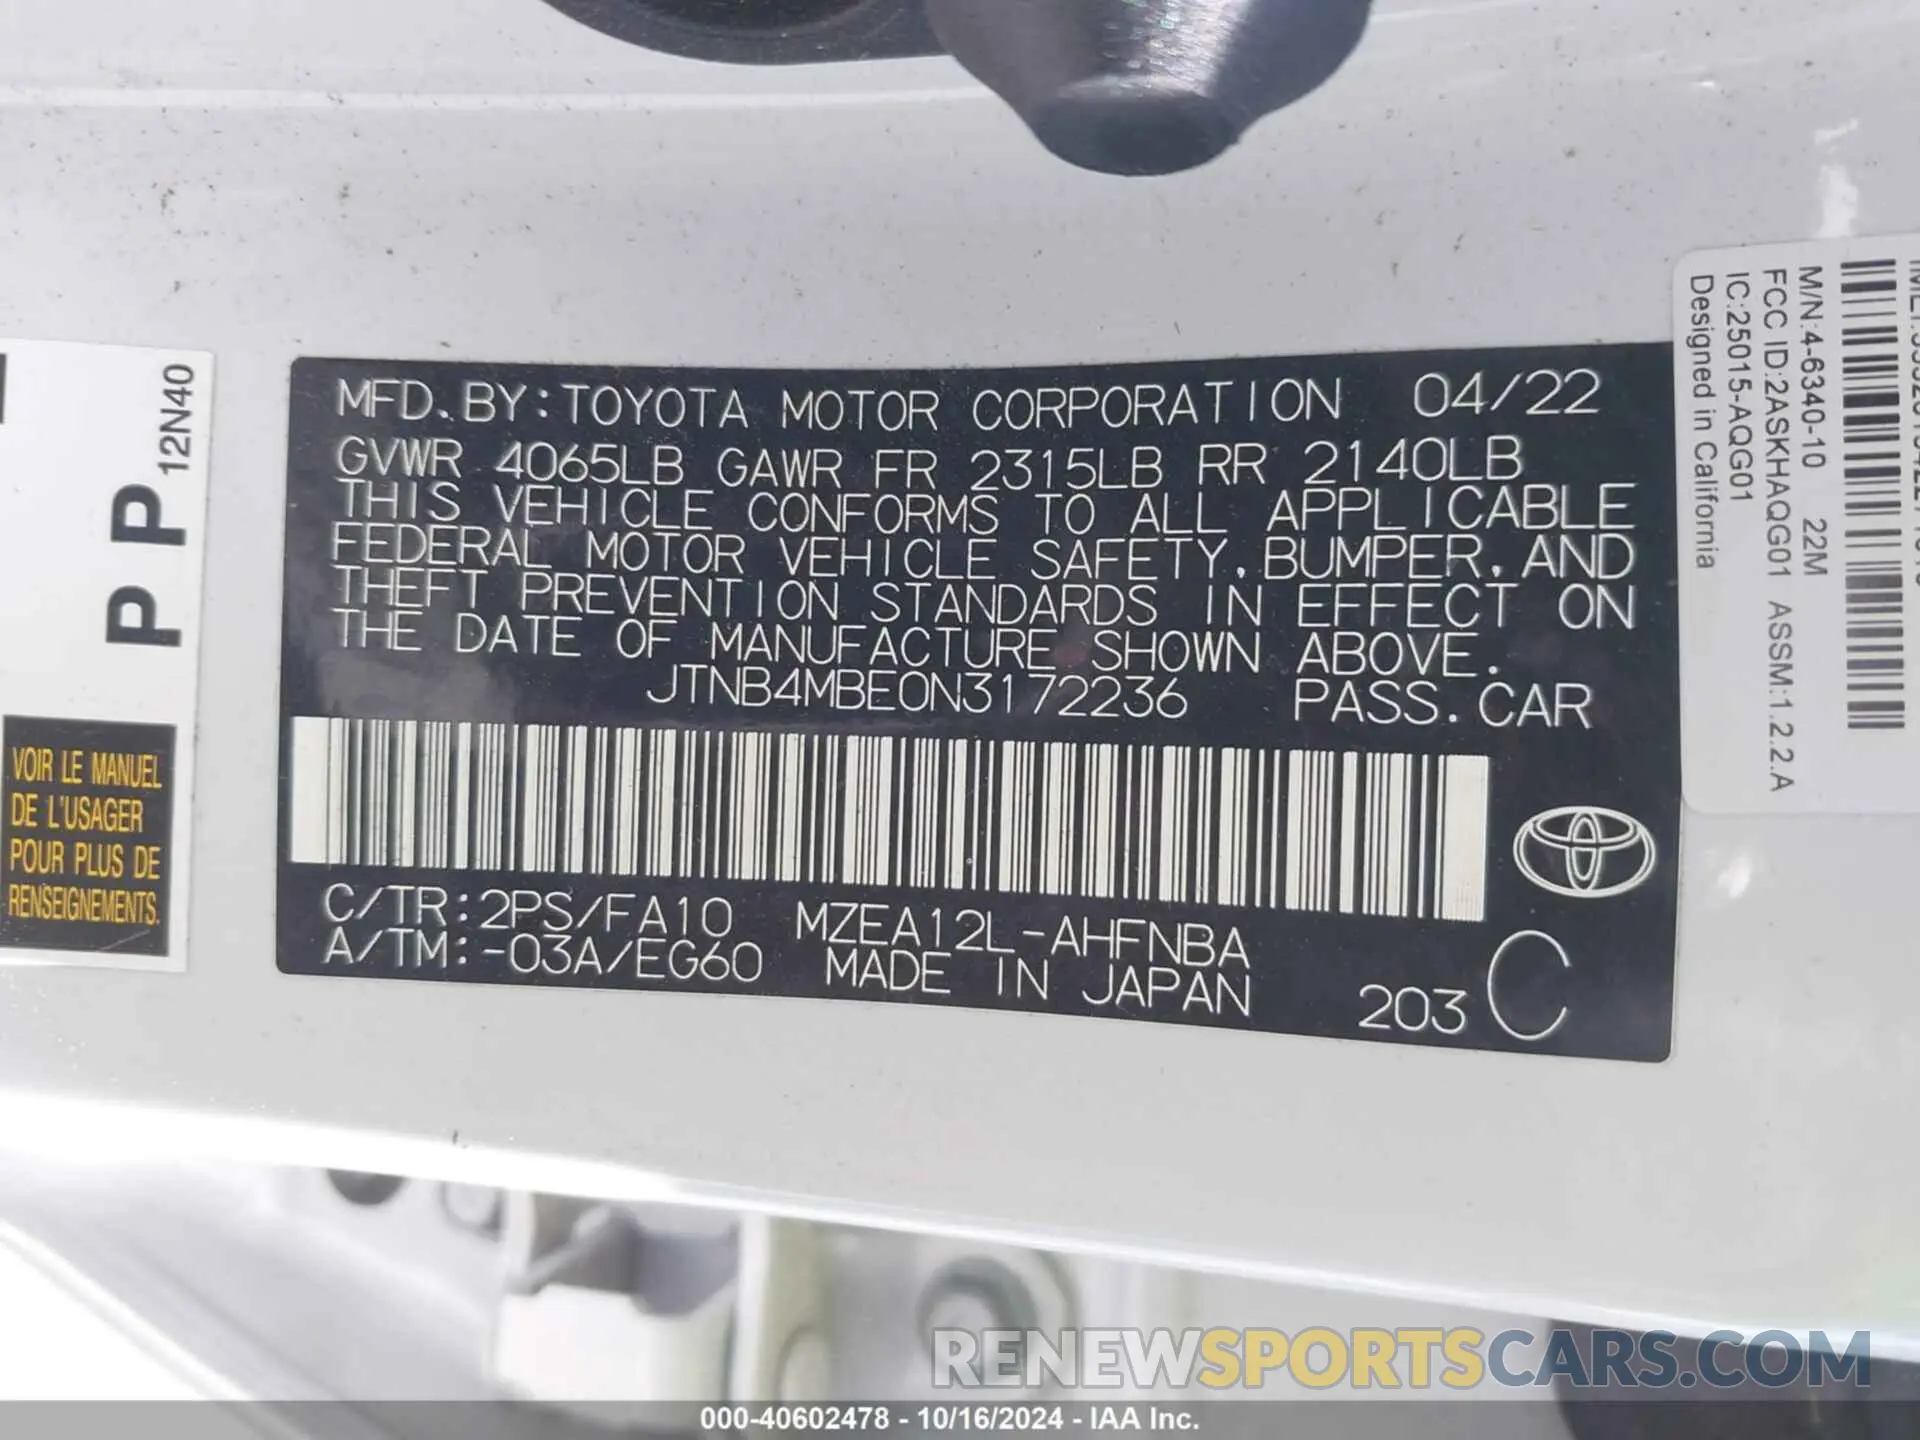 MFD. BY: TOYOTA MOTOR CORPORATION 04/22
GVWR 4065LB GAWR FR 2315LB RR 2140LB
THIS VEHICLE CONFORMS TO ALL APPLICABLE
FEDERAL MOTOR VEHICLE SAFETY, BUMPER, AND
THEFT PREVENTION STANDARDS IN EFFECT ON
THE DATE OF MANUFACTURE SHOWN ABOVE.
JTNB4MBE0N3172236 PASS. CAR
C/TR:2PS/FA10 MZEA12L-AHFNBA
A/TM:-03A/EG60 MADE IN JAPAN
203 C
P P 12N40
VOIR LE MANUEL
DE L'USAGER
POUR PLUS DE
RENSEIGNEMENTS.
M/N:4-6340-10 22M
FCC ID:2ASKHAQG01 ASSM:1.2.2.A
IC:25015-AQG01
Designed in California
RENEWSPORTSCARS.COM
000-40602478 - 10/16/2024 - IAA Inc.